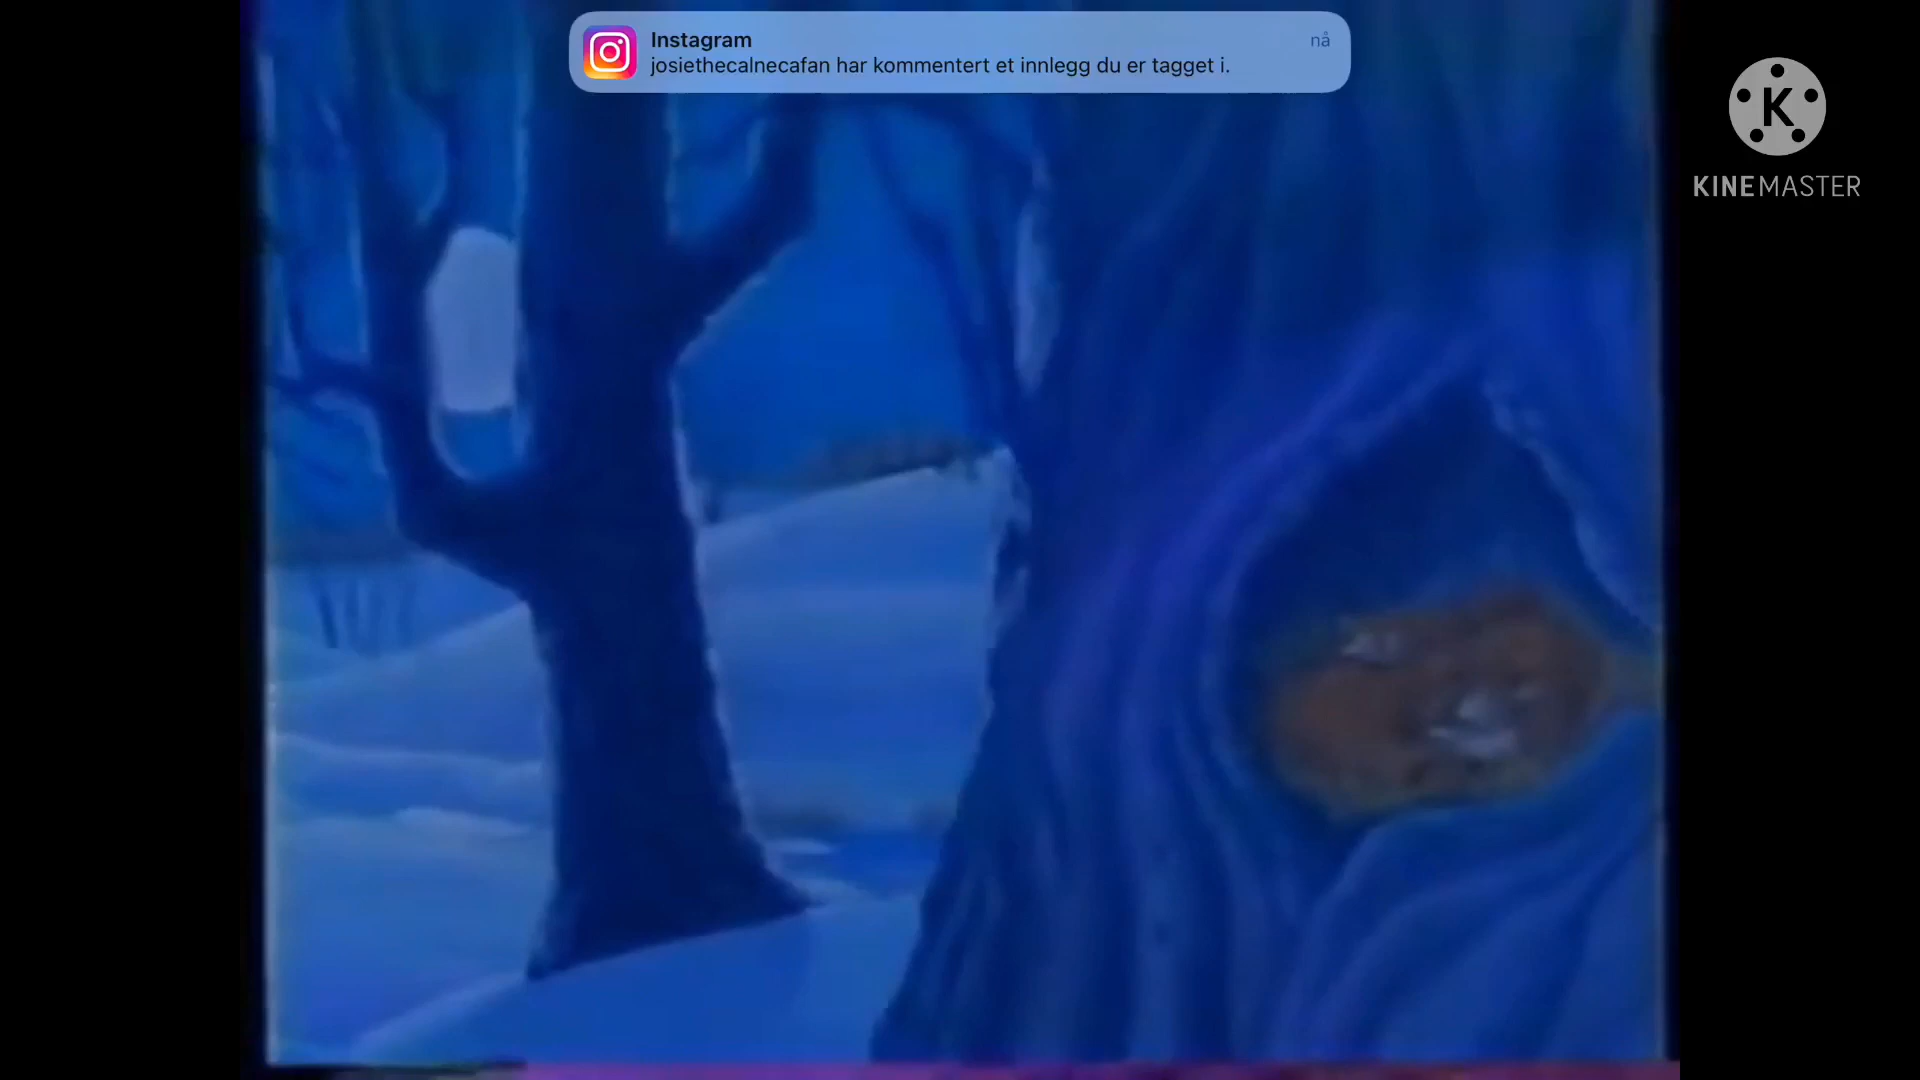 Instagram
nå
josiethecalnecafan har kommentert et innlegg du er tagget i.
K
KINEMASTER